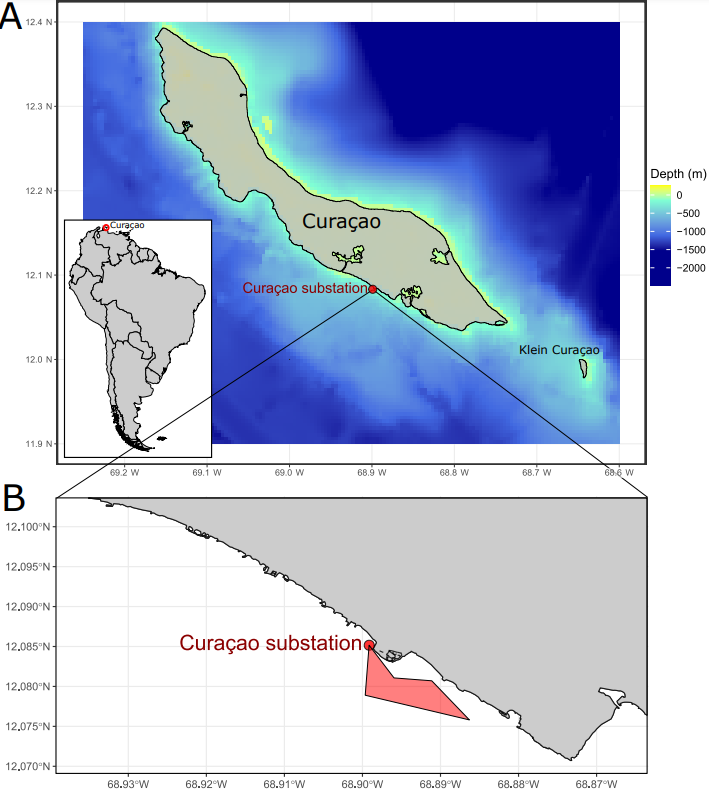 A
12.4 N
12.3 N
12.2 N
12.1 N
12.0 N
11.9 N
Curaçao
Curaçao substation
Klein Curaçao
Curaçao
Depth (m)
0
−500
−1000
−1500
−2000
69.2 W
69.1 W
69.0 W
68.9 W
68.8 W
68.7 W
68.6 W
B
12.100°N
12.095°N
12.090°N
12.085°N
12.080°N
12.075°N
12.070°N
Curaçao substation
68.93°W
68.92°W
68.91°W
68.90°W
68.89°W
68.88°W
68.87°W